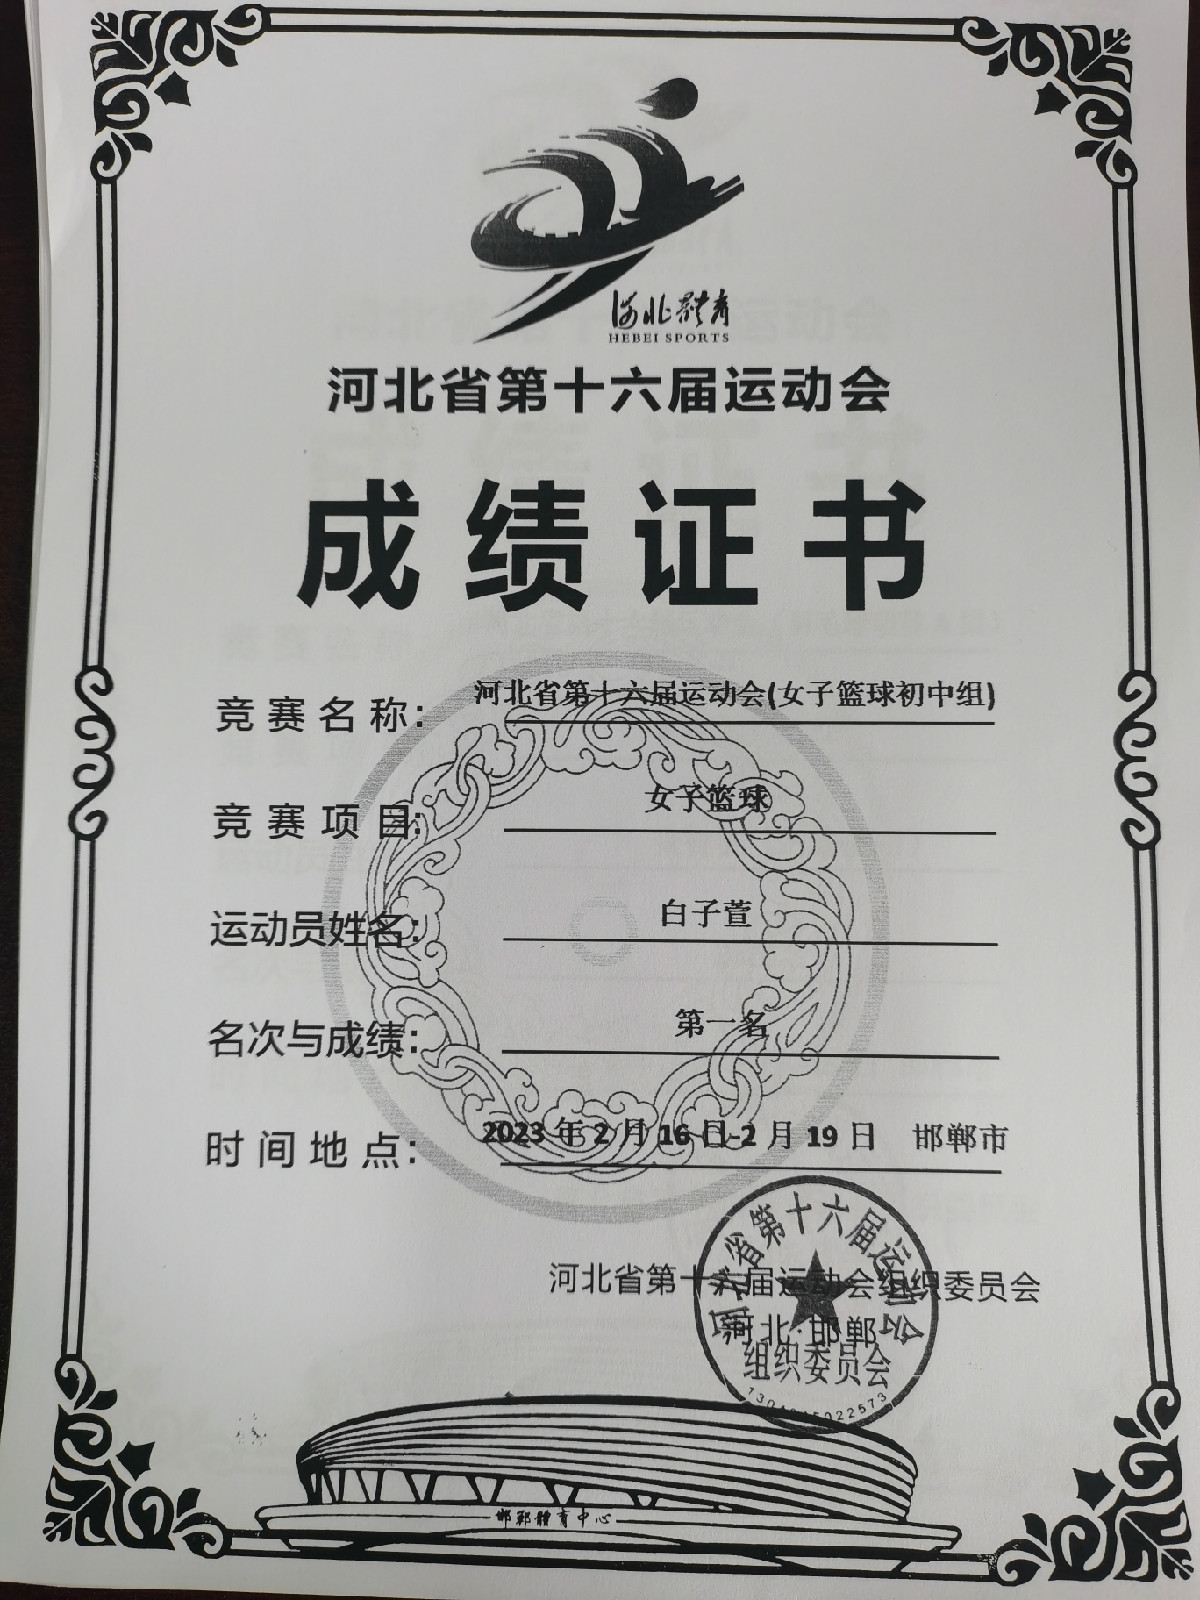 河北體育
HEBEI SPORTS
河北省第十六届运动会
成绩证书
竞赛名称: 河北省第十六届运动会(女子篮球初中组)
竞赛项目: 女子篮球
运动员姓名: 白子萱
名次与成绩: 第一名
时间地点: 2023年2月16日-2月19日 邯郸市
河北省第十六届运动会组织委员会
河北·邯郸
河北省第十六届运动会
组织委员会
邯郸體育中心